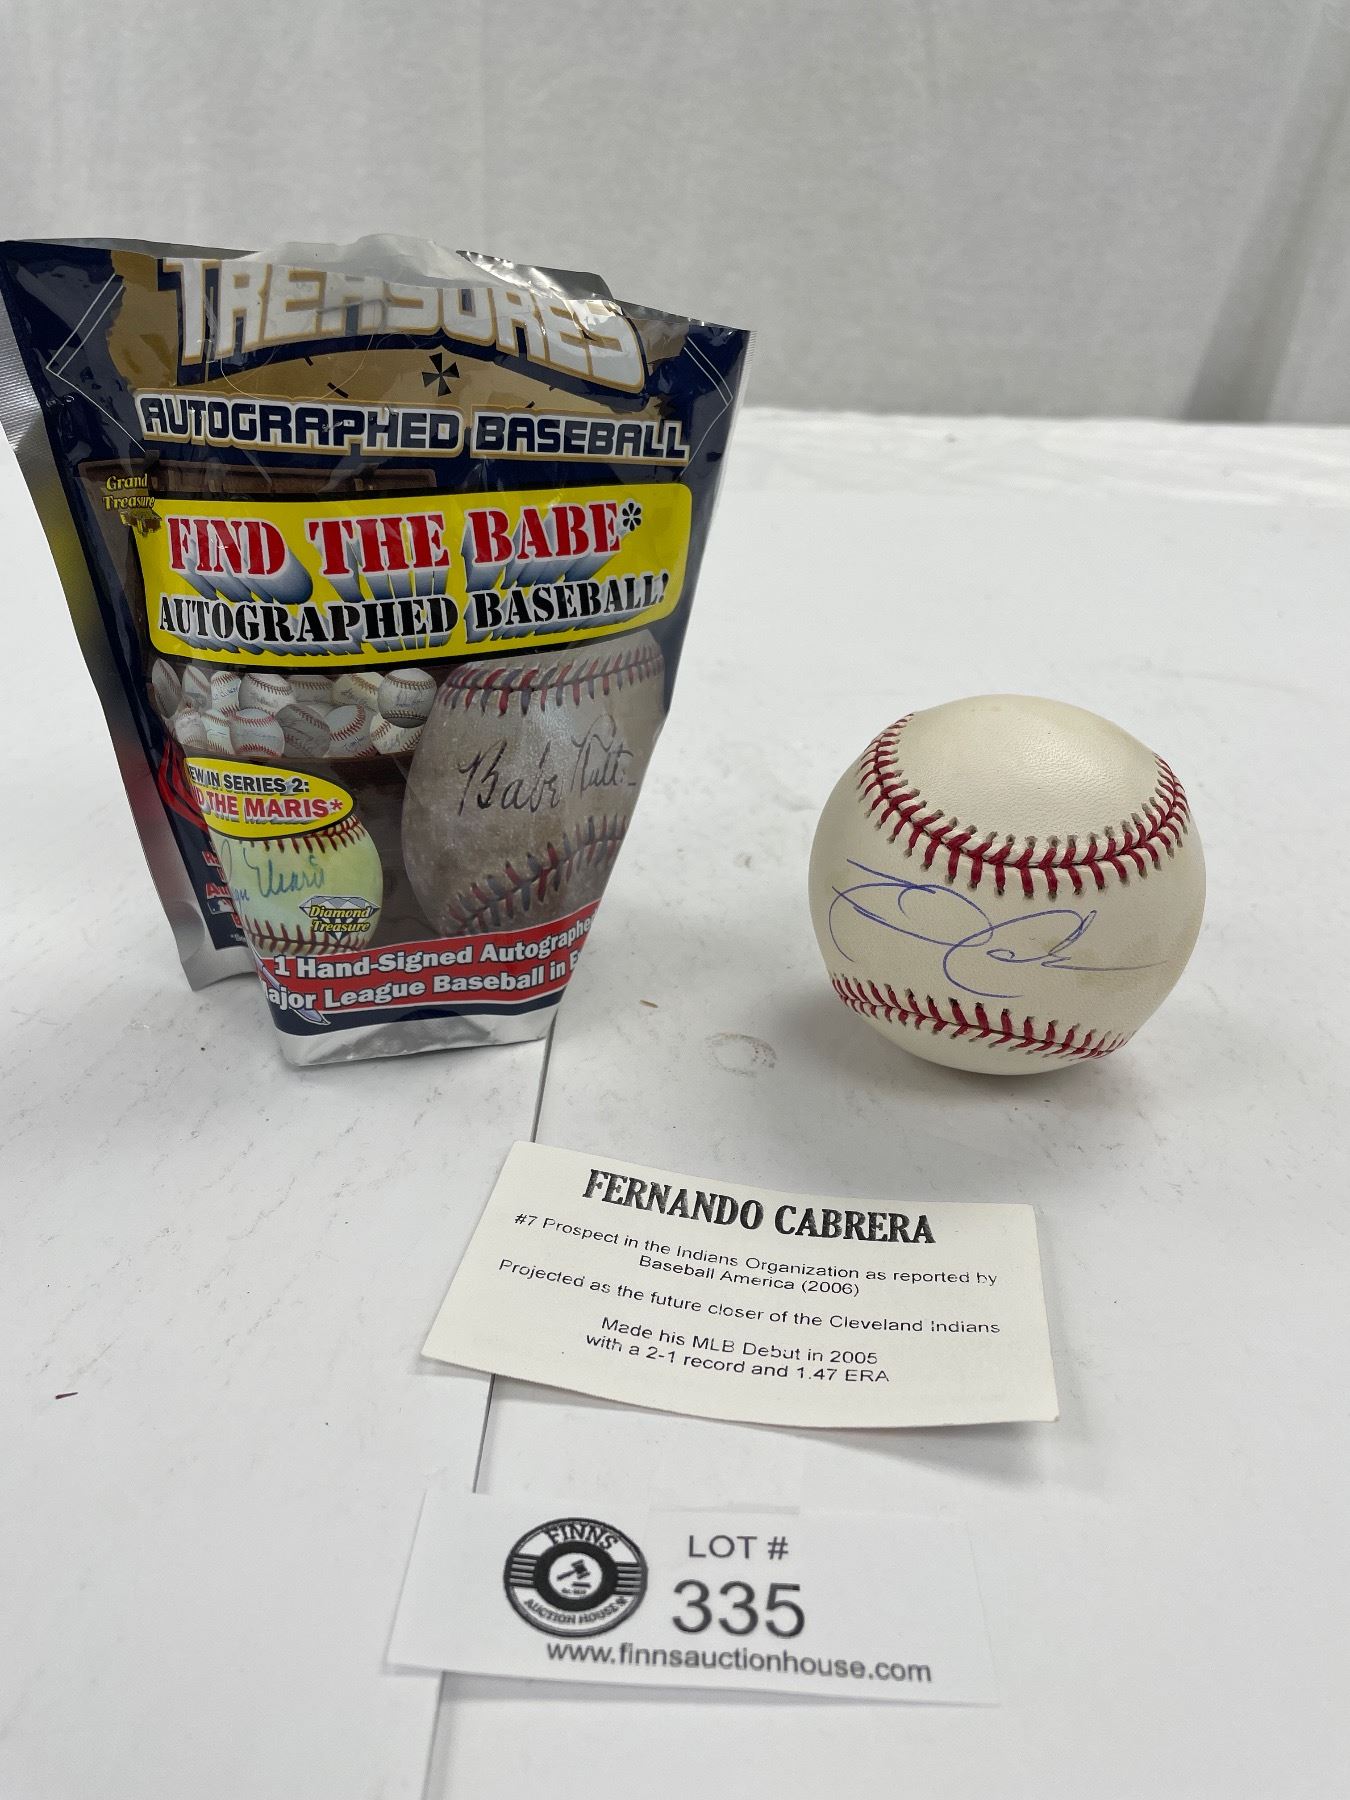 TREASURES
AUTOGRAPHED BASEBALL
Grand
Treasure
FIND THE BABE*
AUTOGRAPHED BASEBALL!
Babe Ruth
EW IN SERIES 2:
D THE MARIS*
Diamond
Treasure
1 Hand-Signed Autographe
ajor League Baseball in E
FERNANDO CABRERA
#7 Prospect in the Indians Organization as reported by
Baseball America (2006)
Projected as the future closer of the Cleveland Indians
Made his MLB Debut in 2005
with a 2-1 record and 1.47 ERA
FINNS
AUCTION HOUSE
LOT #
335
www.finnsauctionhouse.com